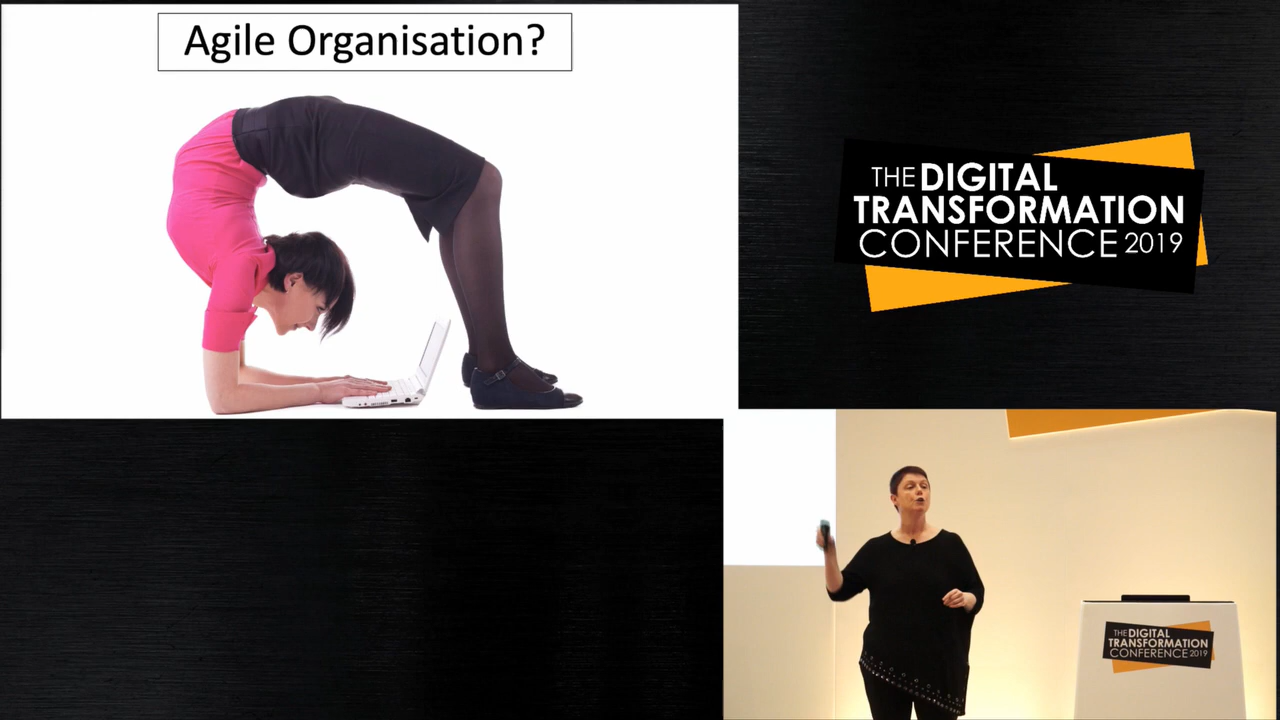 Agile Organisation?
THE DIGITAL
TRANSFORMATION
CONFERENCE 2019
THE DIGITAL
TRANSFORMATION
CONFERENCE 2019